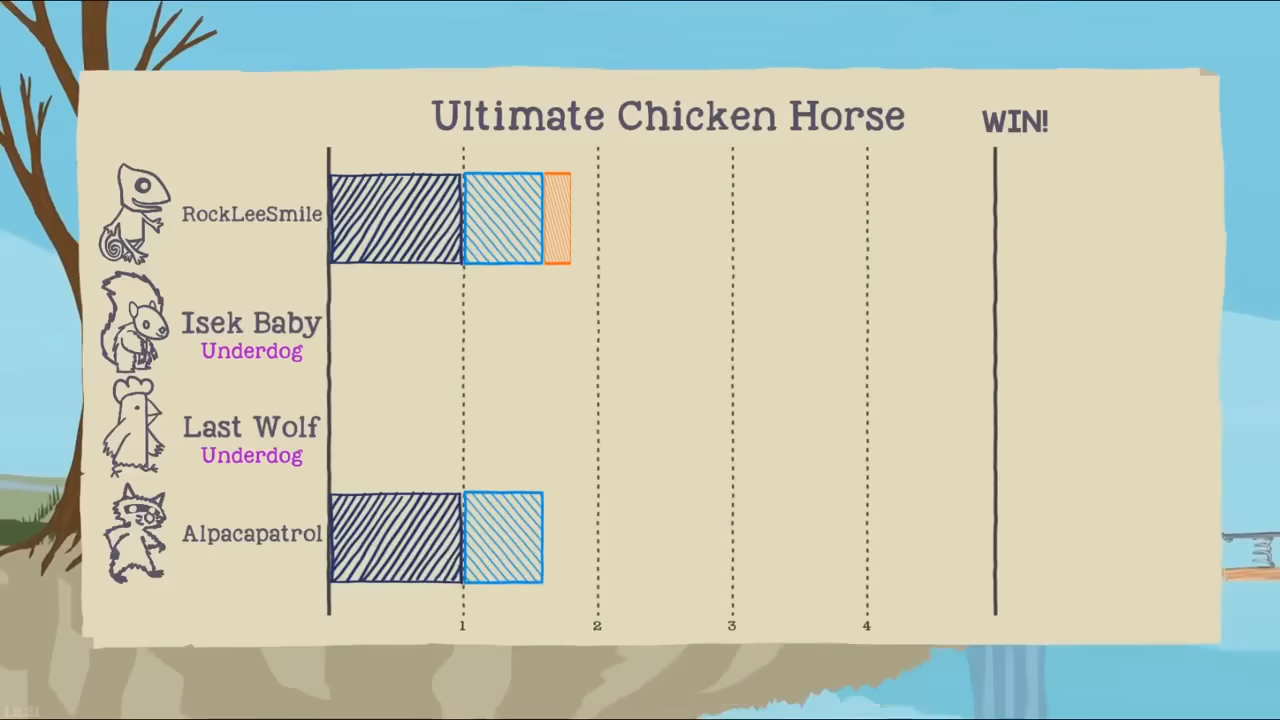 Ultimate Chicken Horse
WIN!
RockLeeSmile
Isek Baby
Underdog
Last Wolf
Underdog
Alpacapatrol
1 2 3 4